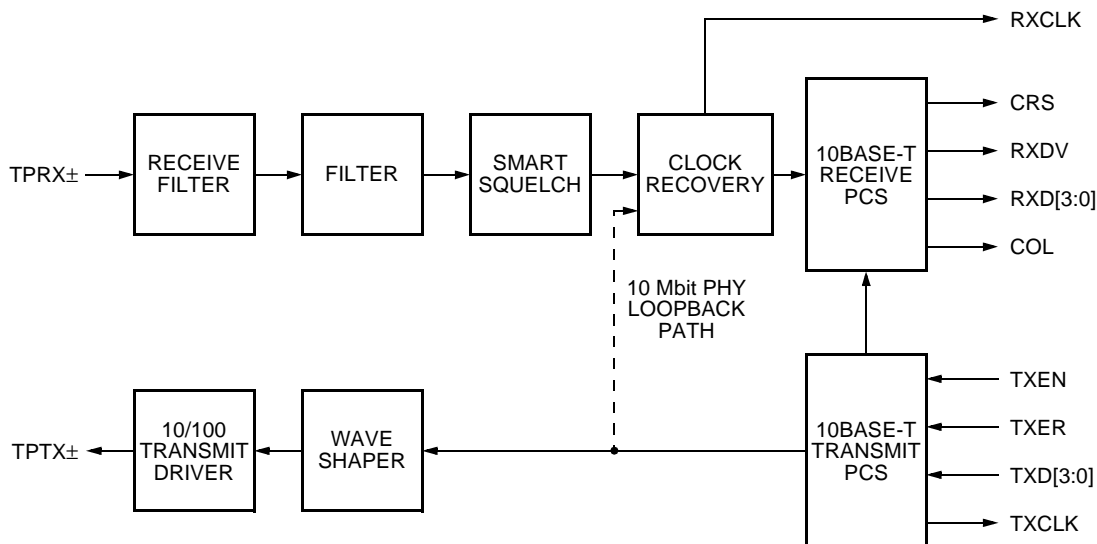 RXCLK
CRS
TPRX±
RECEIVE
FILTER
FILTER
SMART
SQUELCH
CLOCK
RECOVERY
10BASE-T
RECEIVE
PCS
RXDV
RXD[3:0]
COL
10 Mbit PHY
LOOPBACK
PATH
TPTX±
10/100
TRANSMIT
DRIVER
WAVE
SHAPER
10BASE-T
TRANSMIT
PCS
TXEN
TXER
TXD[3:0]
TXCLK